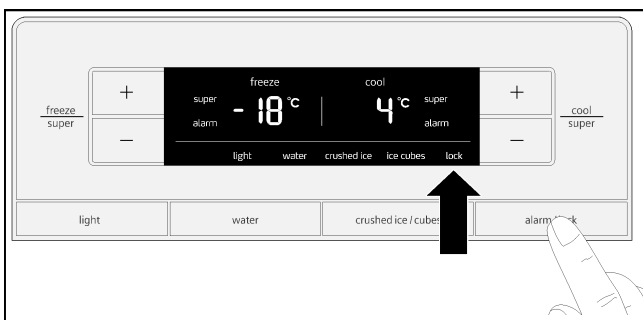 freeze
super
+
−
freeze
cool
super
alarm
-18 °C
4 °C
super
alarm
light
water
crushed ice
ice cubes
lock
+
−
cool
super
light
water
crushed ice / cubes
alarm